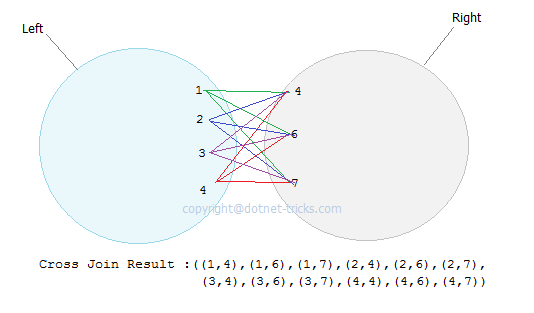 Left
Right
1
4
2
6
3
4
7
copyright@dotnet-tricks.com
Cross Join Result :((1,4),(1,6),(1,7),(2,4),(2,6),(2,7),
(3,4),(3,6),(3,7),(4,4),(4,6),(4,7))